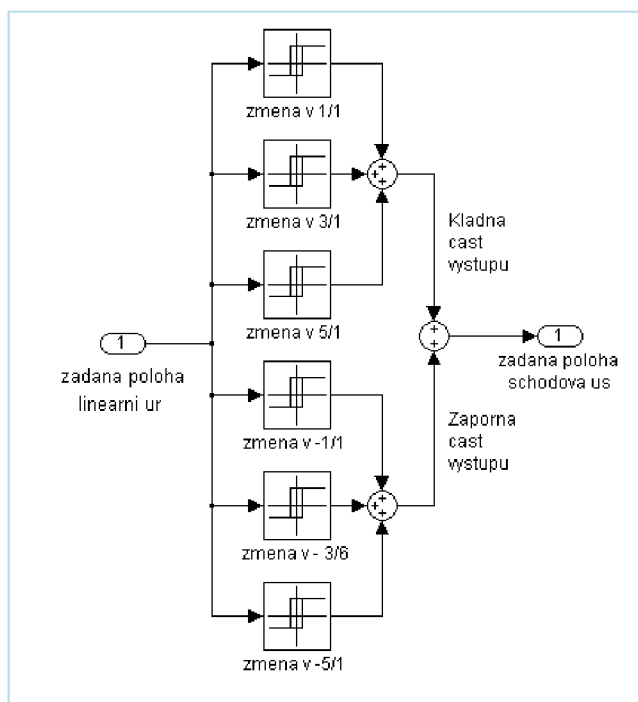 zmena v 1/1
+
+
+
zmena v 3/1
Kladna
cast
vystupu
zmena v 5/1
1
+
+
1
zadana poloha
linearni ur
zadana poloha
schodova us
zmena v -1/1
Zaporna
cast
vystupu
+
+
+
zmena v - 3/6
zmena v -5/1